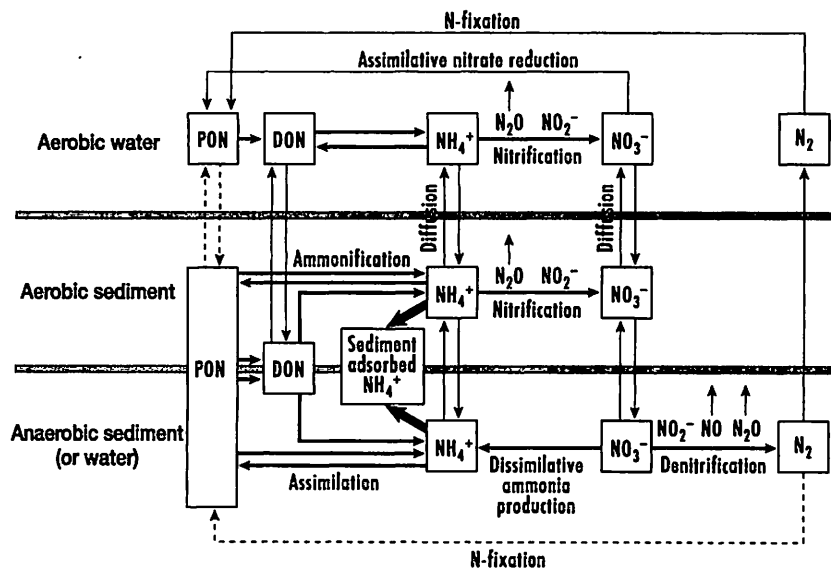 N-fixation
Assimilative nitrate reduction
N₂O NO₂⁻
Aerobic water
PON
DON
NH₄⁺
Nitrification
NO₃⁻
N₂
Diffusion
Diffusion
Ammonification
Aerobic sediment
NH₄⁺
N₂O NO₂⁻
Nitrification
NO₃⁻
Sediment
adsorbed
NH₄⁺
PON
DON
Anaerobic sediment
(or water)
NH₄⁺
Assimilation
Dissimilative
ammonia
production
NO₃⁻
NO₂⁻ NO N₂O
Denitrification
N₂
N-fixation